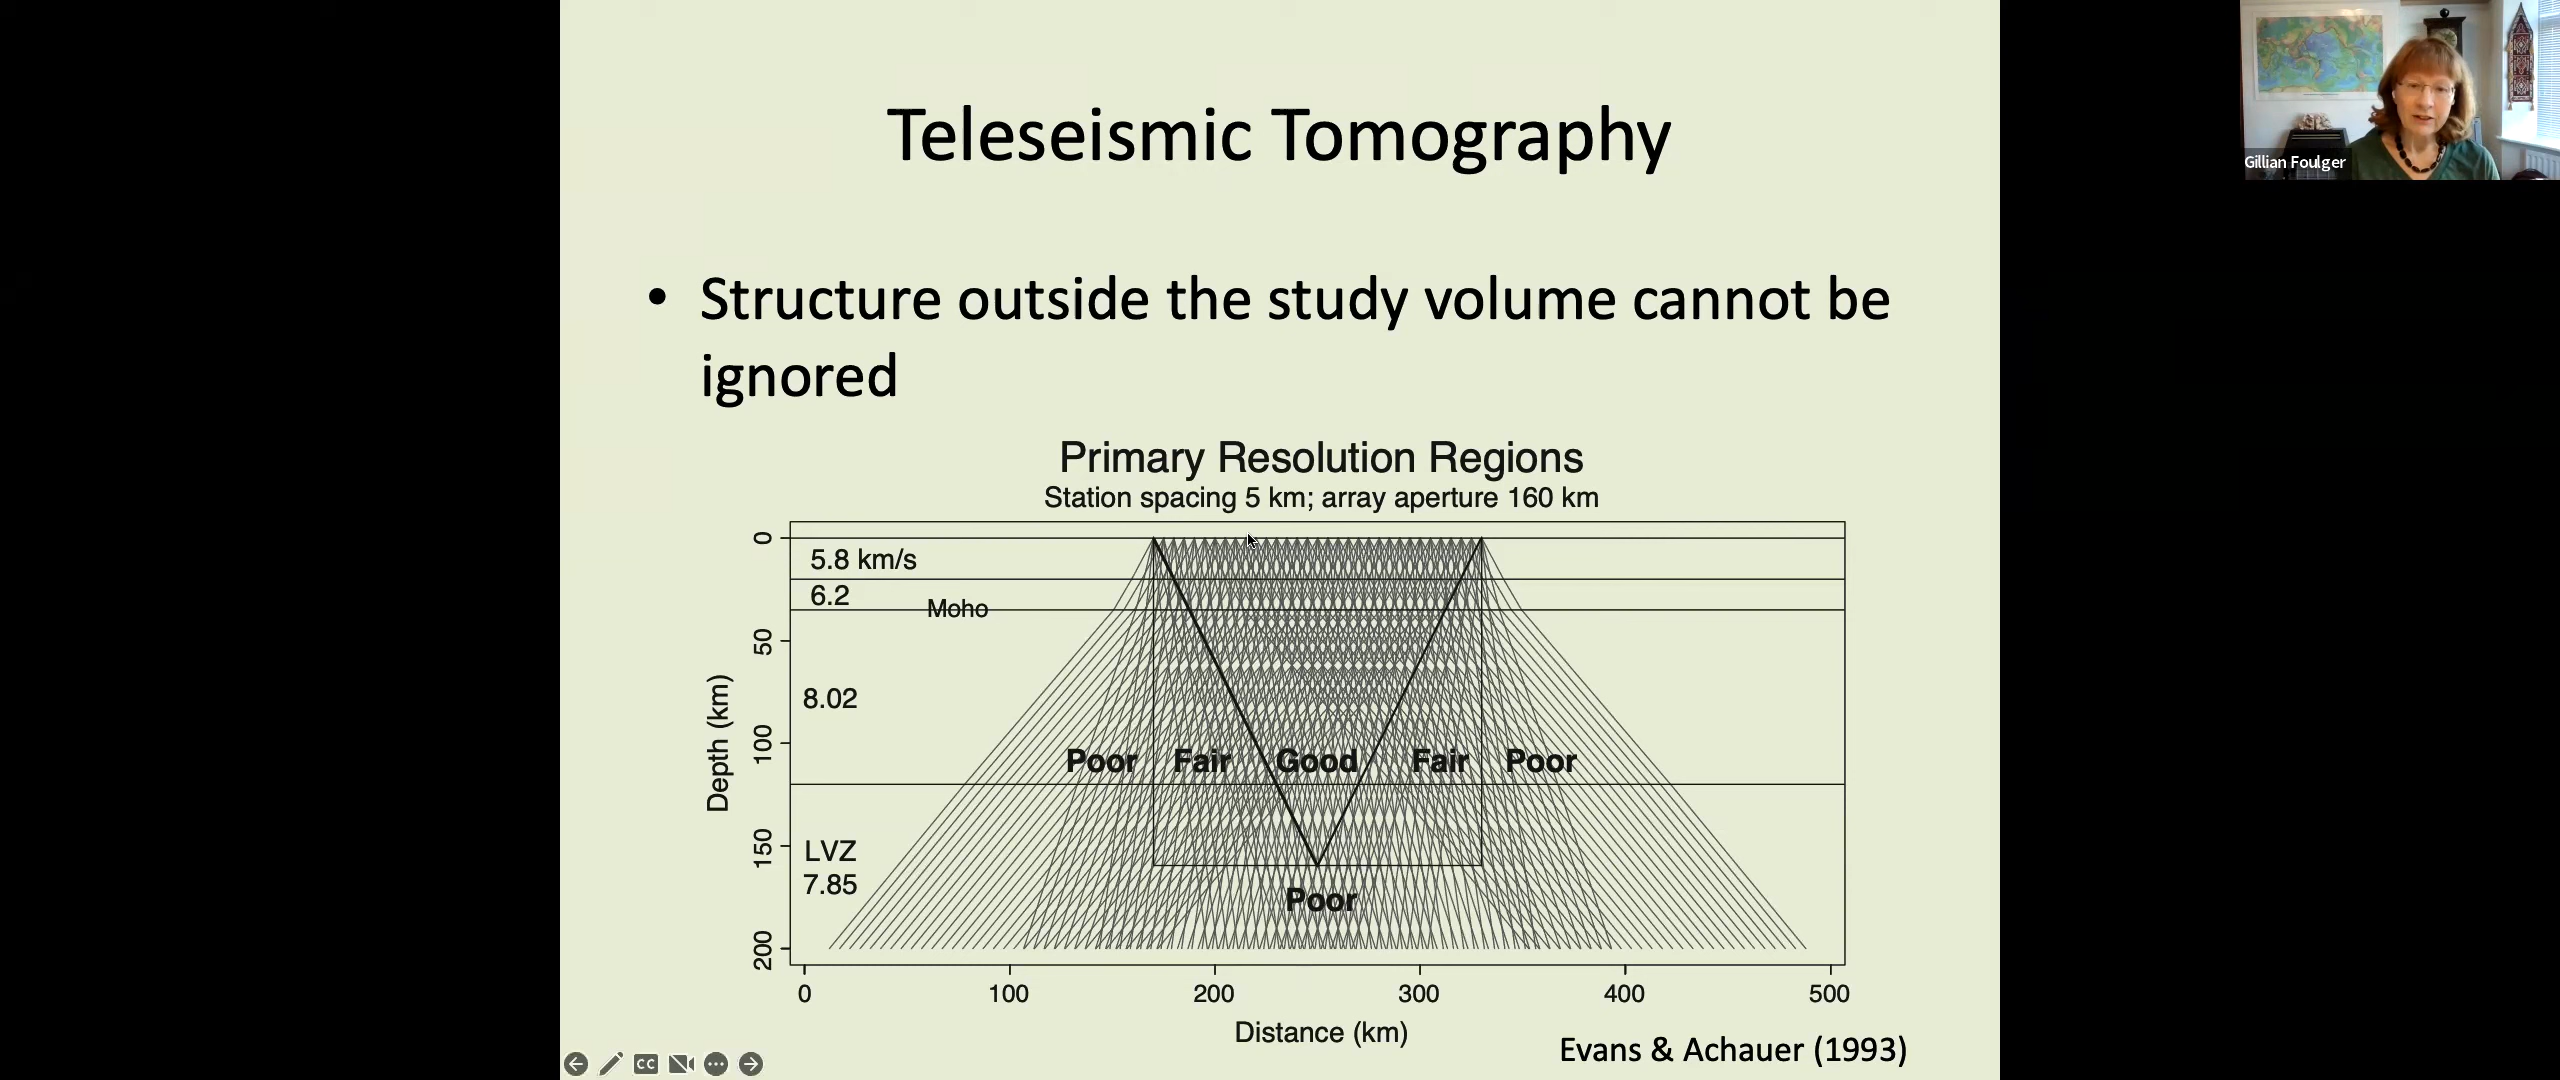 Teleseismic Tomography
• Structure outside the study volume cannot be
ignored
Primary Resolution Regions
Station spacing 5 km; array aperture 160 km
0
5.8 km/s
6.2
Moho
50
8.02
100
Poor Fair Good Fair Poor
150
LVZ
7.85
Poor
200
Depth (km)
0 100 200 300 400 500
Distance (km)
Evans & Achauer (1993)
CC
Gillian Foulger